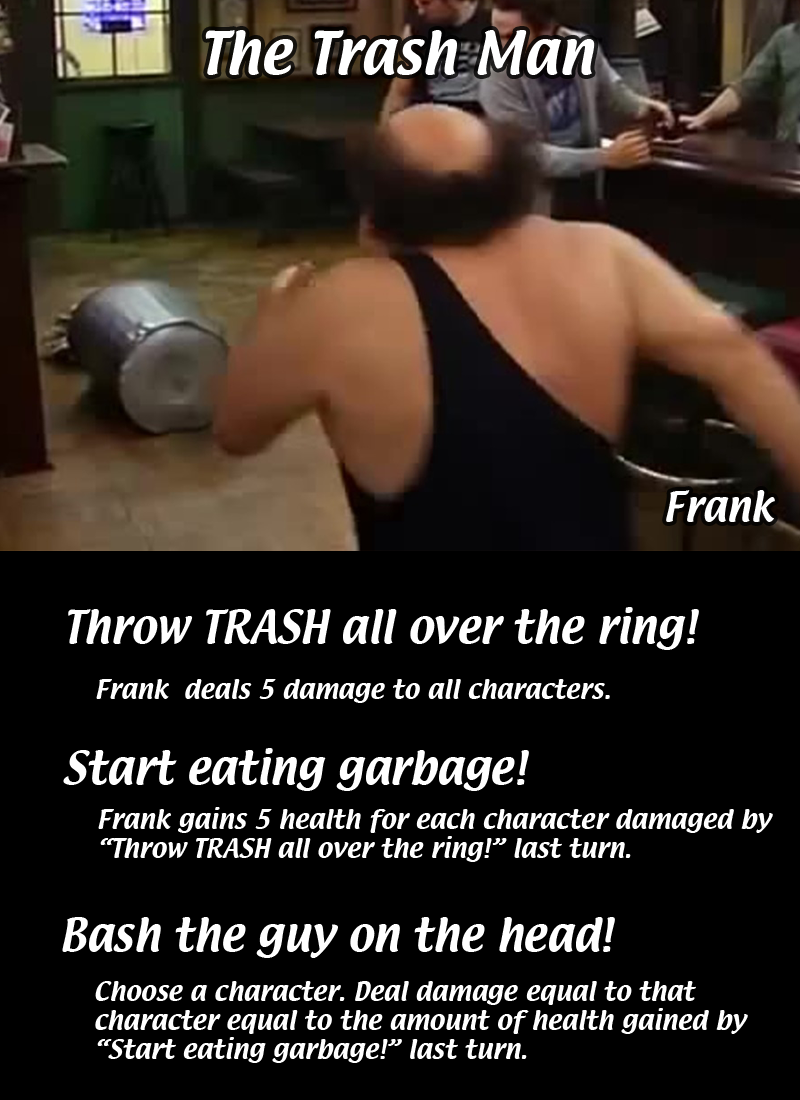 The Trash Man
Frank
Throw TRASH all over the ring!
Frank  deals 5 damage to all characters.
Start eating garbage!
Frank gains 5 health for each character damaged by
“Throw TRASH all over the ring!” last turn.
Bash the guy on the head!
Choose a character. Deal damage equal to that
character equal to the amount of health gained by
“Start eating garbage!” last turn.